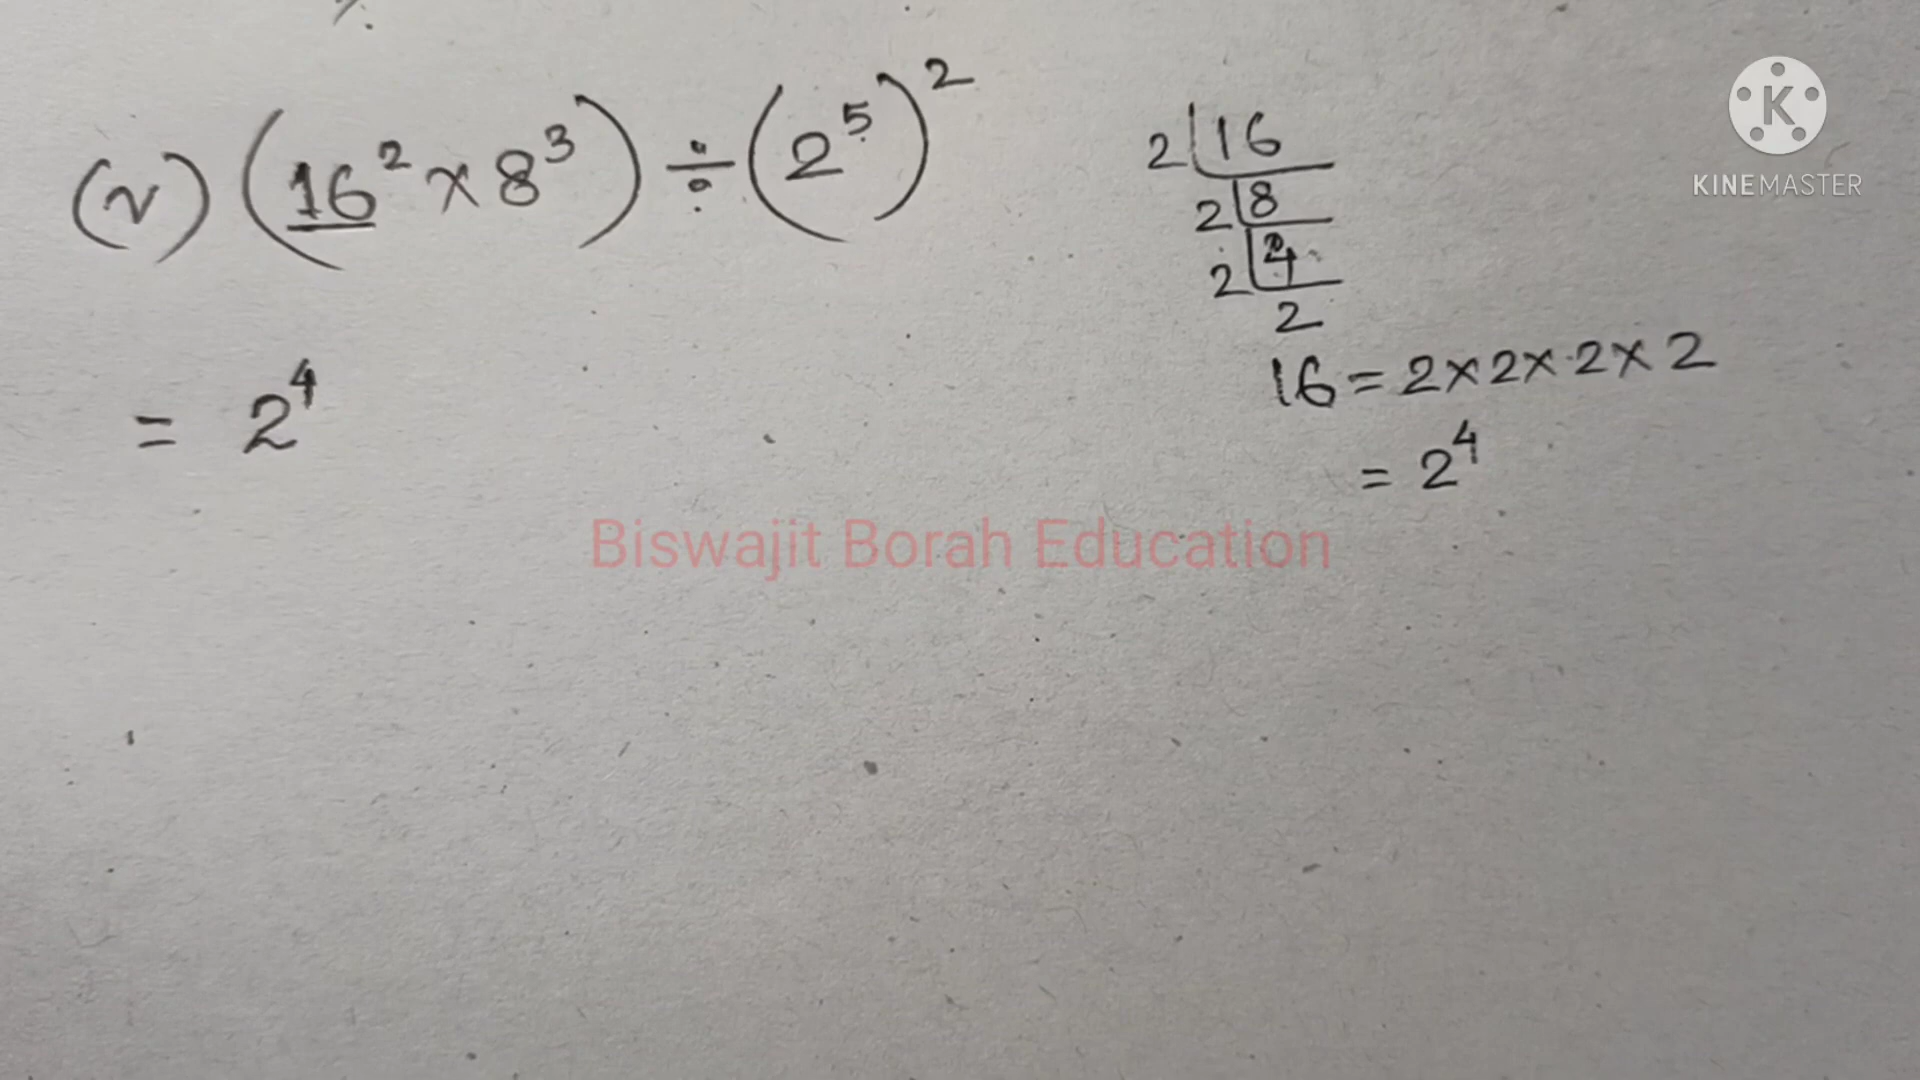 (v) (16² × 8³) ÷ (2⁵)²
= 2⁴
2 | 16
2 | 8
2 | 4
2
16 = 2 × 2 × 2 × 2
= 2⁴
KINEMASTER
Biswajit Borah Education